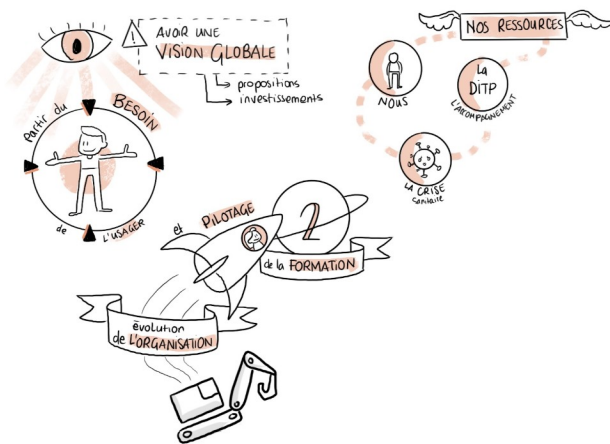 AVOIR UNE
VISION GLOBALE
propositions
investissements
Partir du BESOIN
de L'USAGER
NOS RESSOURCES
NOUS
La
DiTP
L'ACCOMPAGNEMENT
LA CRISE
sanitaire
et PILOTAGE
2
de la FORMATION
évolution
de L'ORGANISATION